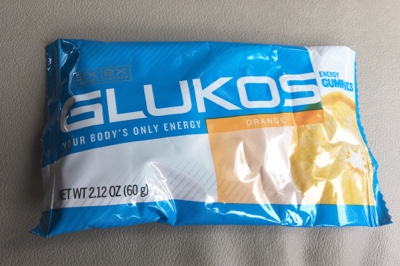 GLUKOS
ENERGY
GUMMIES
YOUR BODY'S ONLY ENERGY
ORANGE
NET WT 2.12 OZ (60 g)